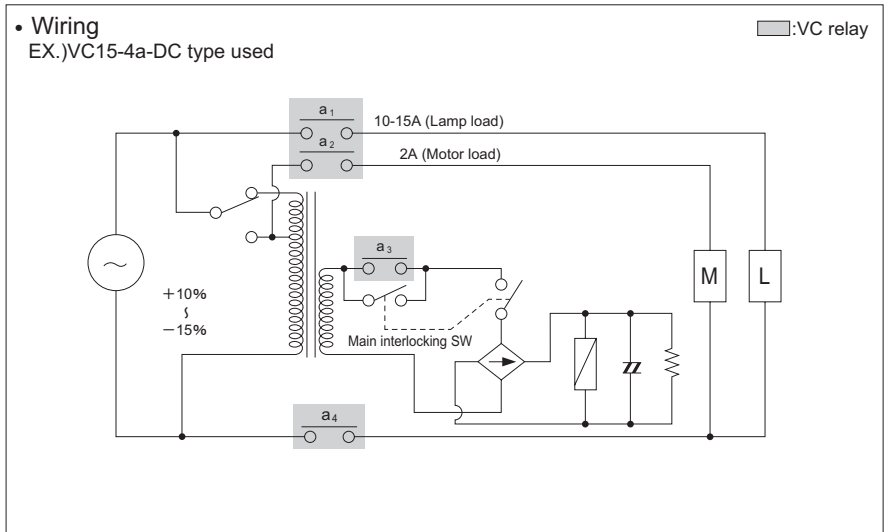 • Wiring
EX.)VC15-4a-DC type used
:VC relay
a1
10-15A (Lamp load)
a2
2A (Motor load)
a3
+10%
~
−15%
Main interlocking SW
M
L
a4